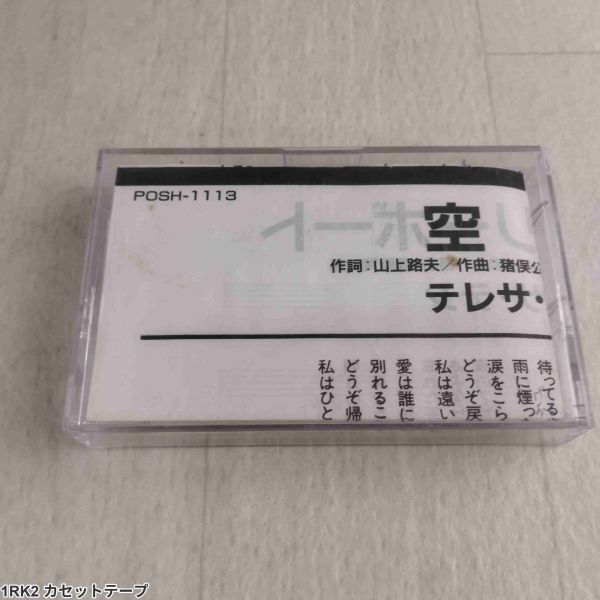 POSH-1113
空
作詞：山上路夫／作曲：猪俣公
テレサ・
待ってる
雨に煙っ
涙をこら
どうぞ戻
私は遠い
愛は誰に
別れるこ
どうぞ帰
私はひと
1RK2 カセットテープ